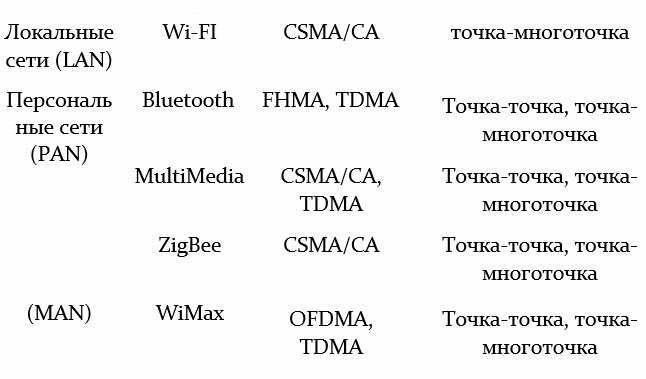 Локальные Wi-FI CSMA/CA точка-многоточка
сети (LAN)
Персональ Bluetooth FHMA, TDMA Точка-точка, точка-
ные сети многоточка
(PAN)
MultiMedia CSMA/CA, Точка-точка, точка-
TDMA многоточка
ZigBee CSMA/CA Точка-точка, точка-
многоточка
(MAN) WiMax OFDMA, Точка-точка, точка-
TDMA многоточка